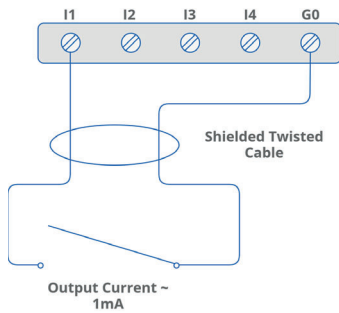 I1 I2 I3 I4 G0
Shielded Twisted
Cable
Output Current ~
1mA